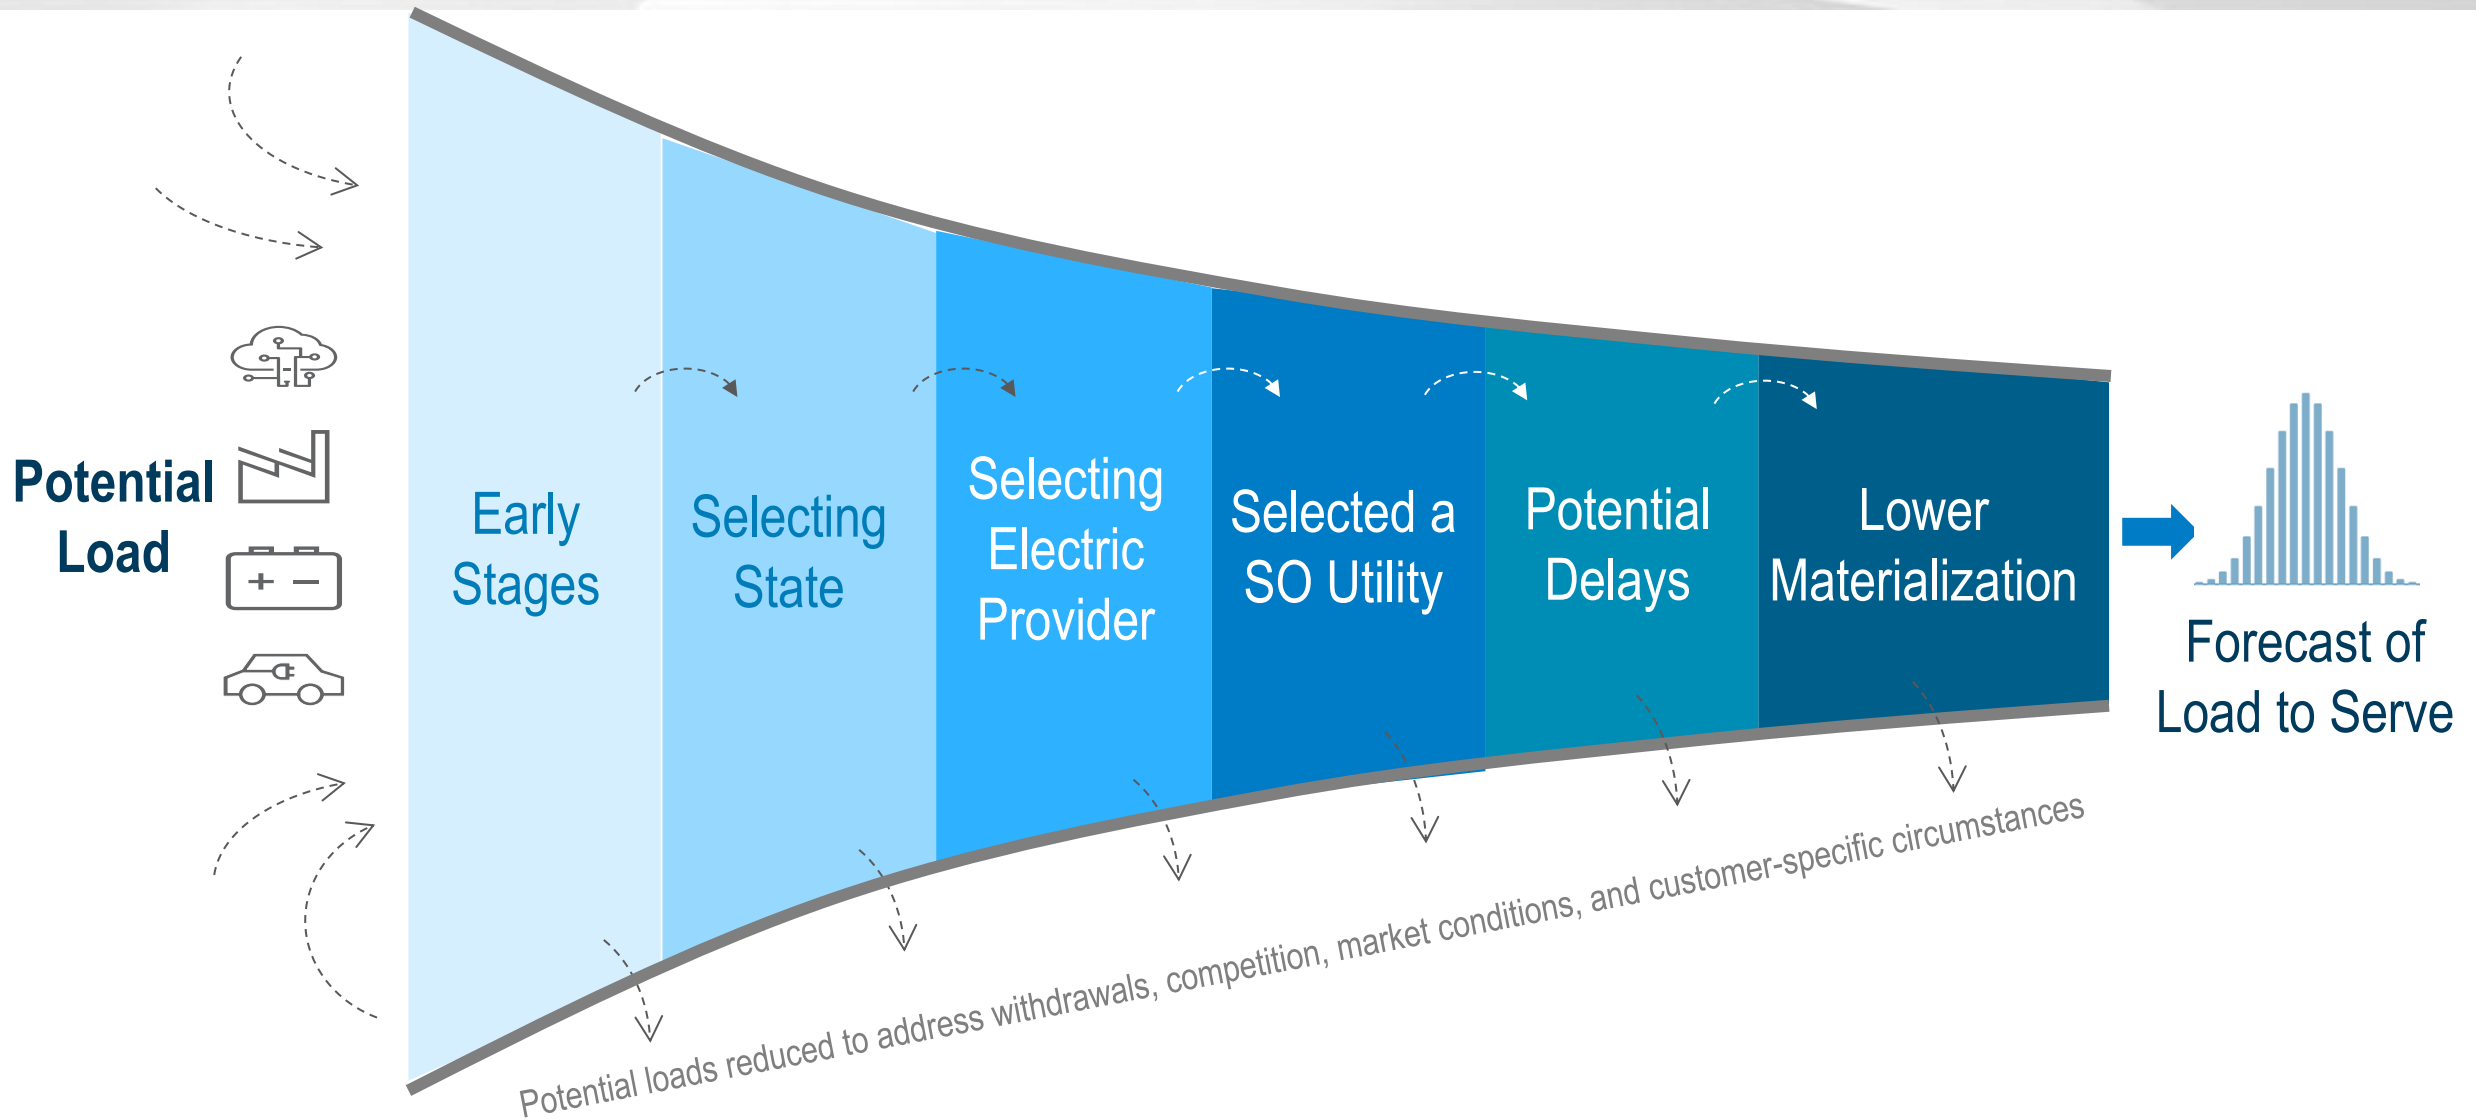 Potential
Load
Early
Stages
Selecting
State
Selecting
Electric
Provider
Selected a
SO Utility
Potential
Delays
Lower
Materialization
Forecast of
Load to Serve
Potential loads reduced to address withdrawals, competition, market conditions, and customer-specific circumstances